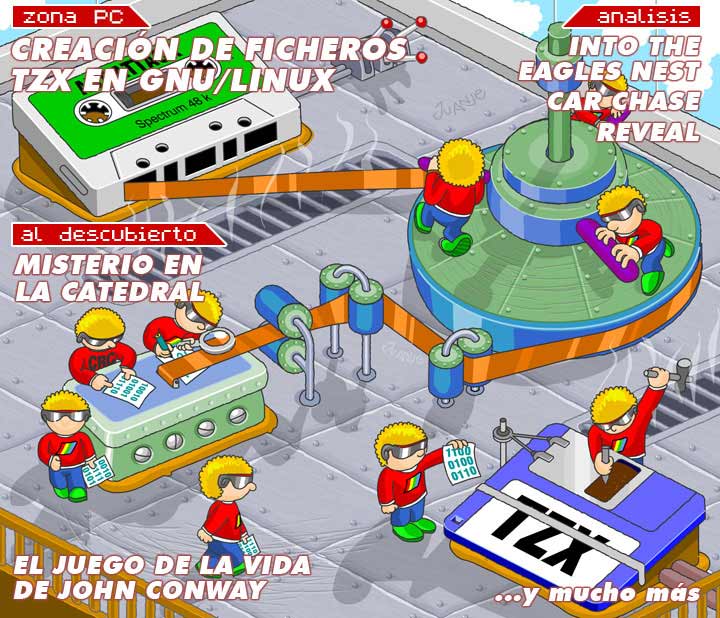 zona PC
CREACIÓN DE FICHEROS
TZX EN GNU/LINUX
analisis
INTO THE
EAGLES NEST
CAR CHASE
REVEAL
Spectrum 48 k
JUANJE
al descubierto
MISTERIO EN
LA CATEDRAL
1100
0100
0110
TZX
EL JUEGO DE LA VIDA
DE JOHN CONWAY
...y mucho más